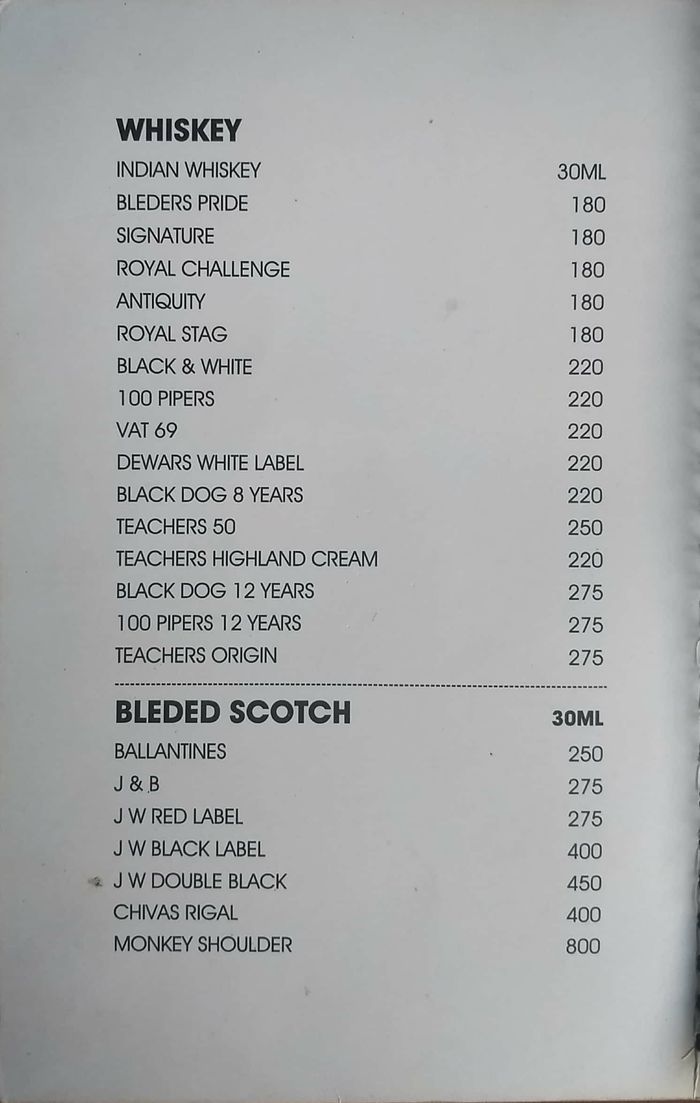 WHISKEY
INDIAN WHISKEY 30ML
BLEDERS PRIDE 180
SIGNATURE 180
ROYAL CHALLENGE 180
ANTIQUITY 180
ROYAL STAG 180
BLACK & WHITE 220
100 PIPERS 220
VAT 69 220
DEWARS WHITE LABEL 220
BLACK DOG 8 YEARS 220
TEACHERS 50 250
TEACHERS HIGHLAND CREAM 220
BLACK DOG 12 YEARS 275
100 PIPERS 12 YEARS 275
TEACHERS ORIGIN 275
BLEDED SCOTCH 30ML
BALLANTINES 250
J & B 275
J W RED LABEL 275
J W BLACK LABEL 400
J W DOUBLE BLACK 450
CHIVAS RIGAL 400
MONKEY SHOULDER 800